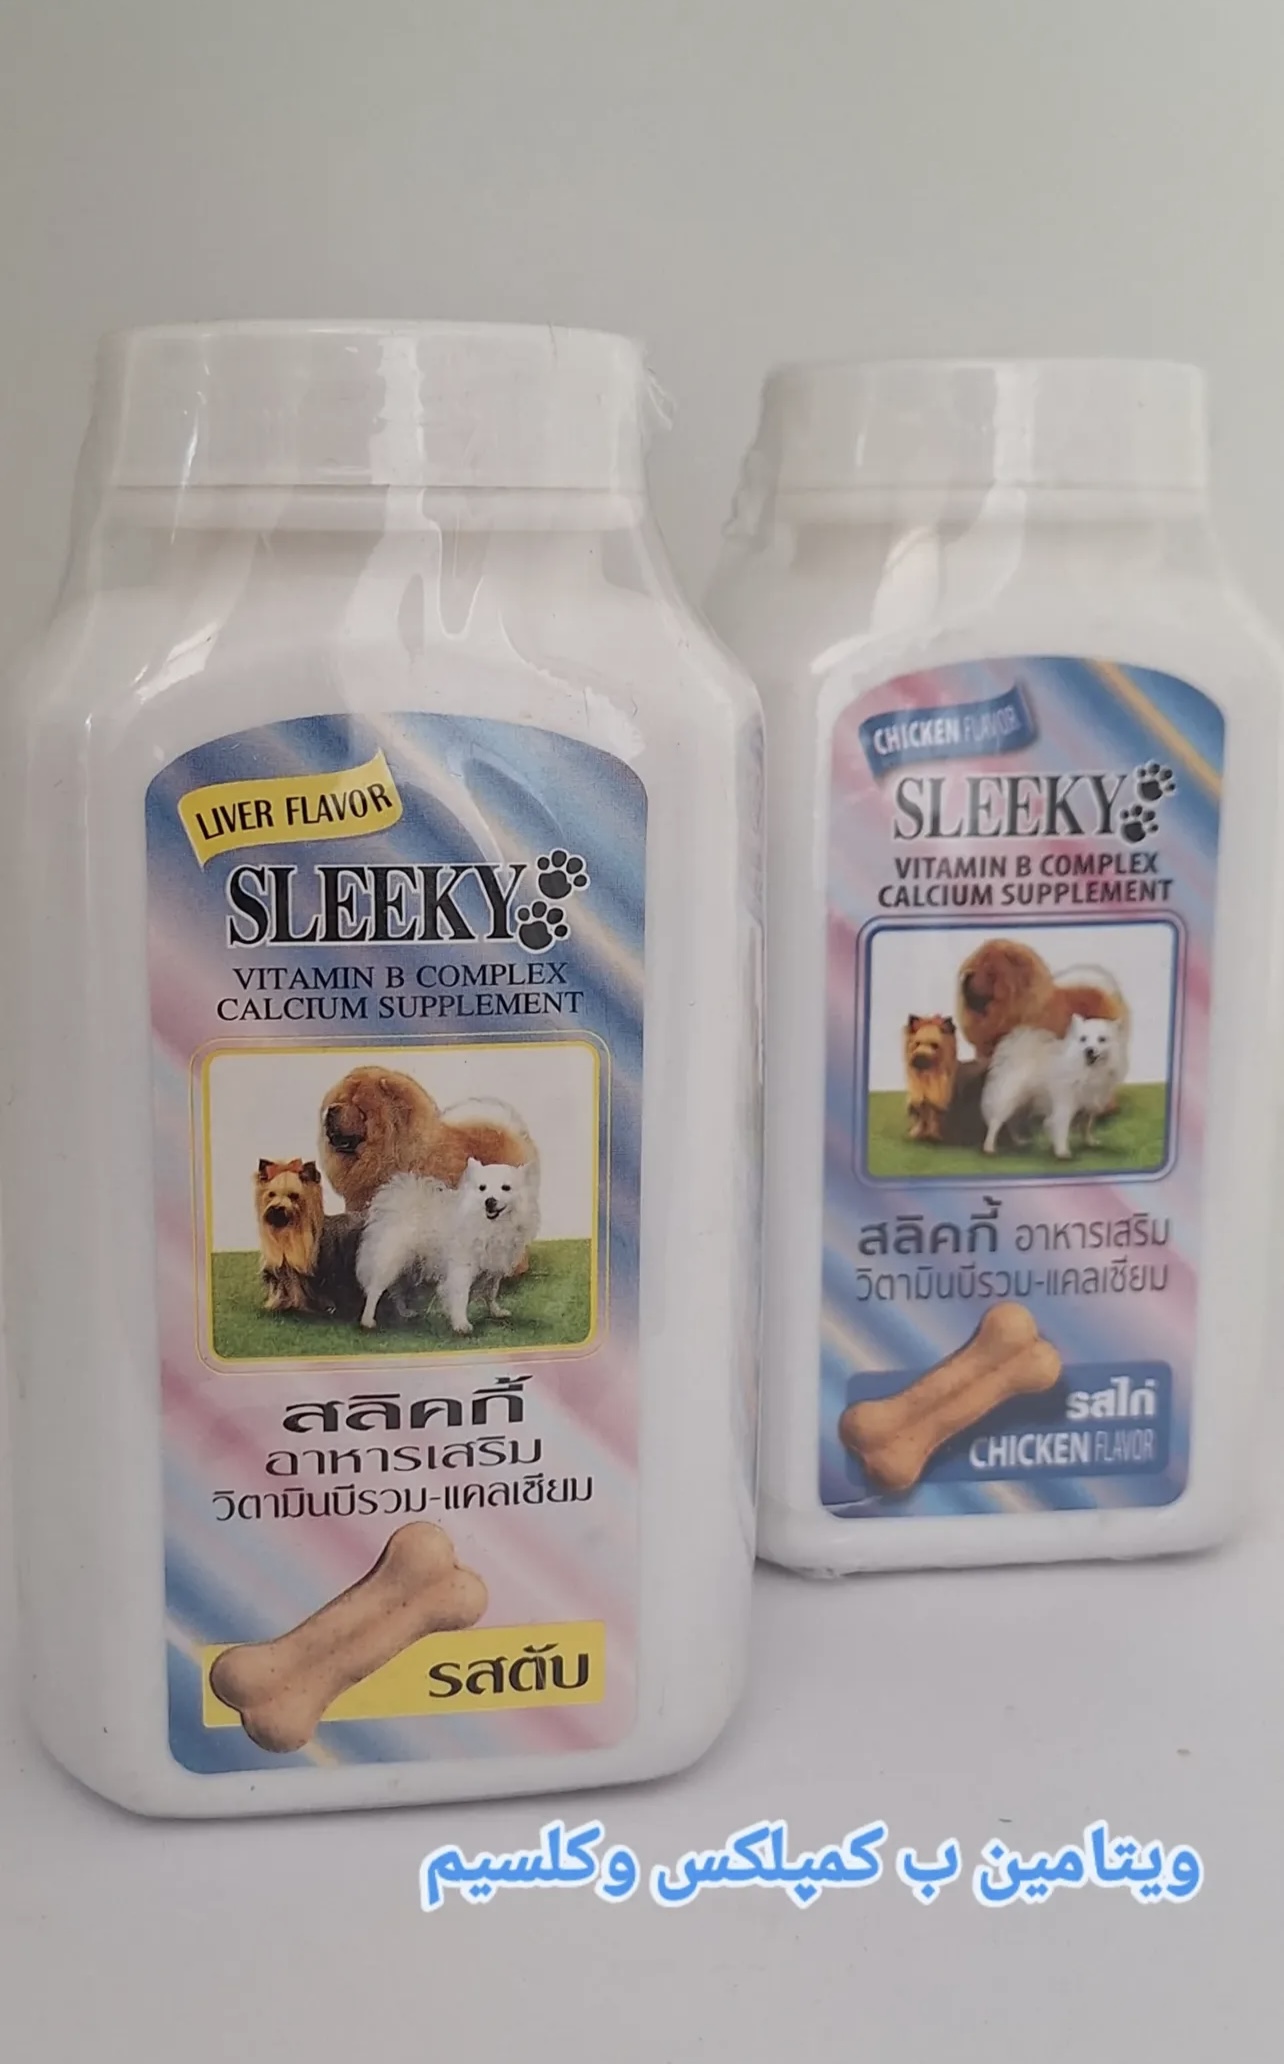 LIVER FLAVOR
SLEEKY
VITAMIN B COMPLEX
CALCIUM SUPPLEMENT
สลิคกี้
อาหารเสริม
วิตามินบีรวม-แคลเซียม
รสตับ
CHICKEN FLAVOR
SLEEKY
VITAMIN B COMPLEX
CALCIUM SUPPLEMENT
สลิคกี้ อาหารเสริม
วิตามินบีรวม-แคลเซียม
รสไก่
CHICKEN FLAVOR
ویتامین ب کمپلکس وکلسیم